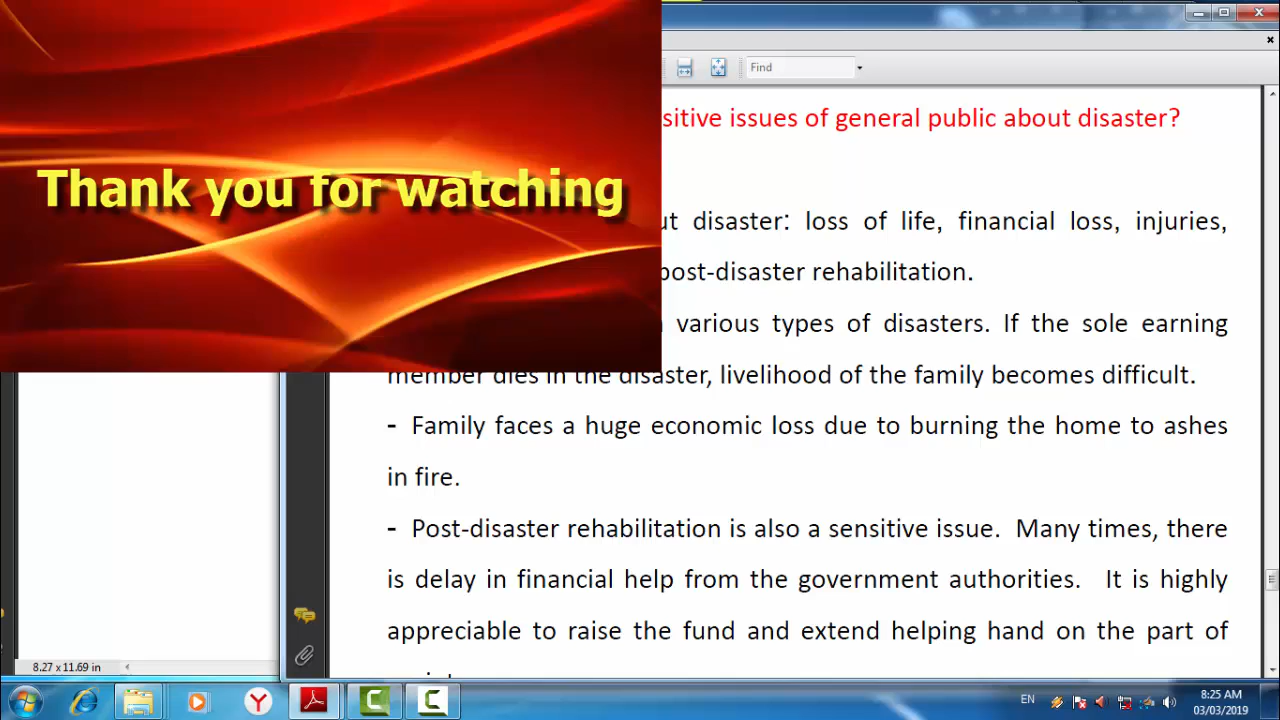 Thank you for watching
Find
sitive issues of general public about disaster?
disaster: loss of life, financial loss, injuries,
post-disaster rehabilitation.
various types of disasters. If the sole earning
member dies in the disaster, livelihood of the family becomes difficult.
- Family faces a huge economic loss due to burning the home to ashes
in fire.
- Post-disaster rehabilitation is also a sensitive issue. Many times, there
is delay in financial help from the government authorities. It is highly
appreciable to raise the fund and extend helping hand on the part of
8.27 x 11.69 in
EN
8:25 AM
03/03/2019